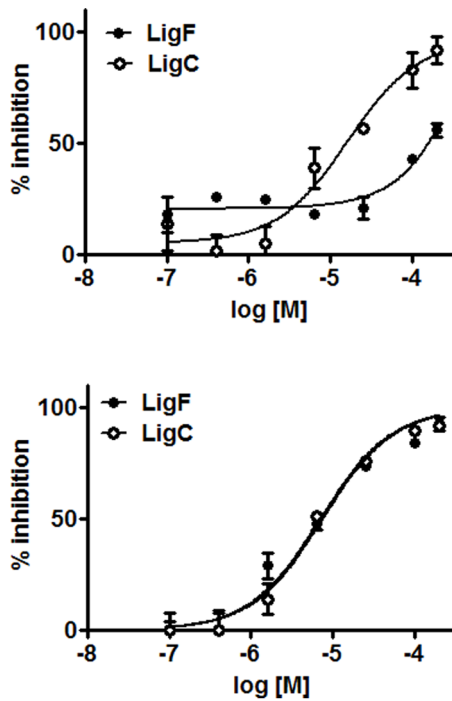 LigF
LigC
% inhibition
100
50
0
-8 -7 -6 -5 -4
log [M]
LigF
LigC
% inhibition
100
50
0
-8 -7 -6 -5 -4
log [M]